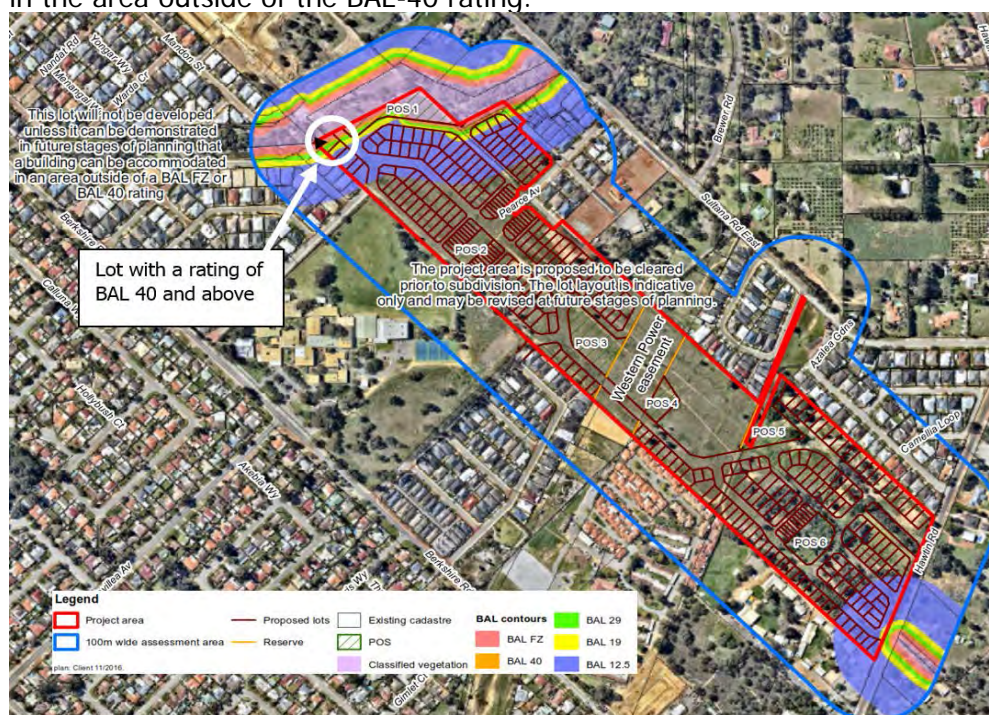 in the area outside of the BAL-40 rating.
Nandat Rd
Yongar Wy
Mandon St
Brewer Rd
POS 1
This lot will not be developed
unless it can be demonstrated
in future stages of planning that
a building can be accommodated
in an area outside of a BAL FZ or
BAL 40 rating
Pearce Av
Sultana Rd East
Lot with a rating of
BAL 40 and above
POS 2
The project area is proposed to be cleared
prior to subdivision. The lot layout is indicative
only and may be revised at future stages of planning.
POS 3
Western Power
easement
Azalea Gdns
POS 4
POS 5
Camellia Loop
Hollybush Ct
Akebia Wy
POS 6
Hawtin Rd
Berkshire
Gimlet Ct
Legend
Project area
100m wide assessment area
Proposed lots
Reserve
Existing cadastre
POS
Classified vegetation
BAL contours
BAL FZ
BAL 40
BAL 29
BAL 19
BAL 12.5
plan: Client 11/2016.